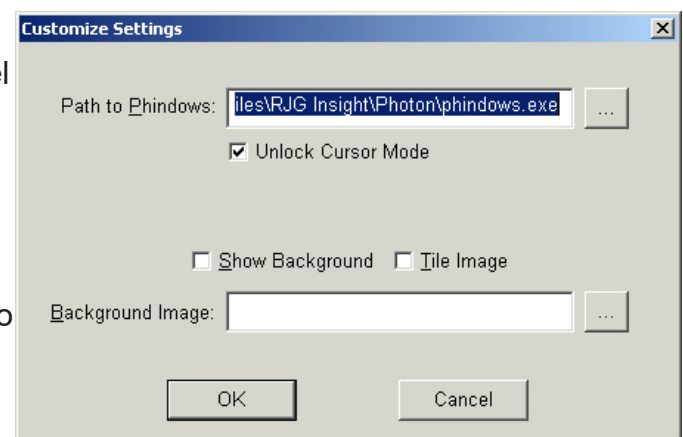 Customize Settings
el
Path to Phindows: iles\RJG Insight\Photon\phindows.exe ...
Unlock Cursor Mode
Show Background Tile Image
o
Background Image: ...
OK Cancel